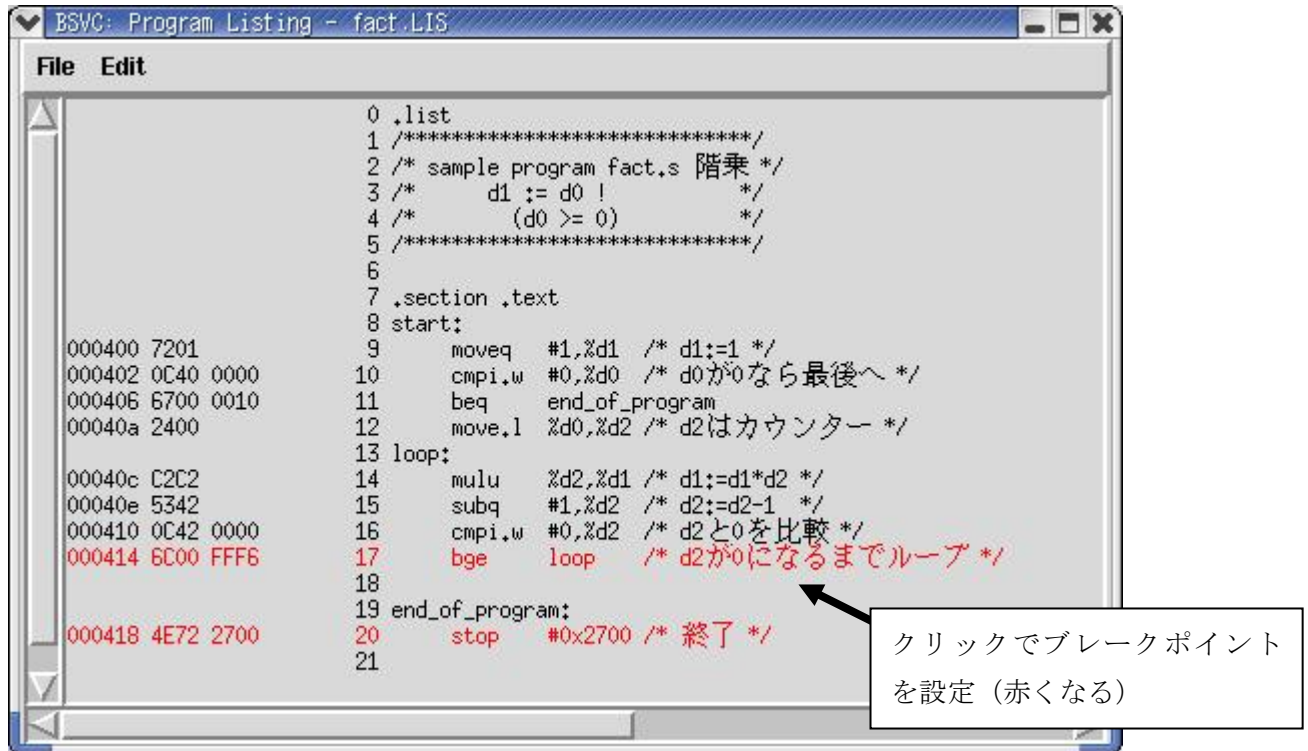 BSVC: Program Listing - fact.LIS
File Edit
0 .list
1 /*****************************/
2 /* sample program fact.s 階乗 */
3 /*      d1 := d0 !           */
4 /*        (d0 >= 0)          */
5 /*****************************/
6
7 .section .text
8 start:
000400 7201 9 moveq #1,%d1 /* d1:=1 */
000402 0C40 0000 10 cmpi.w #0,%d0 /* d0が0なら最後へ */
000406 6700 0010 11 beq end_of_program
00040a 2400 12 move.l %d0,%d2 /* d2はカウンター */
13 loop:
00040c C2C2 14 mulu %d2,%d1 /* d1:=d1*d2 */
00040e 5342 15 subq #1,%d2 /* d2:=d2-1 */
000410 0C42 0000 16 cmpi.w #0,%d2 /* d2と0を比較 */
000414 6C00 FFF6 17 bge loop /* d2が0になるまでループ */
18
19 end_of_program:
000418 4E72 2700 20 stop #0x2700 /* 終了 */
21
クリックでブレークポイント
を設定（赤くなる）